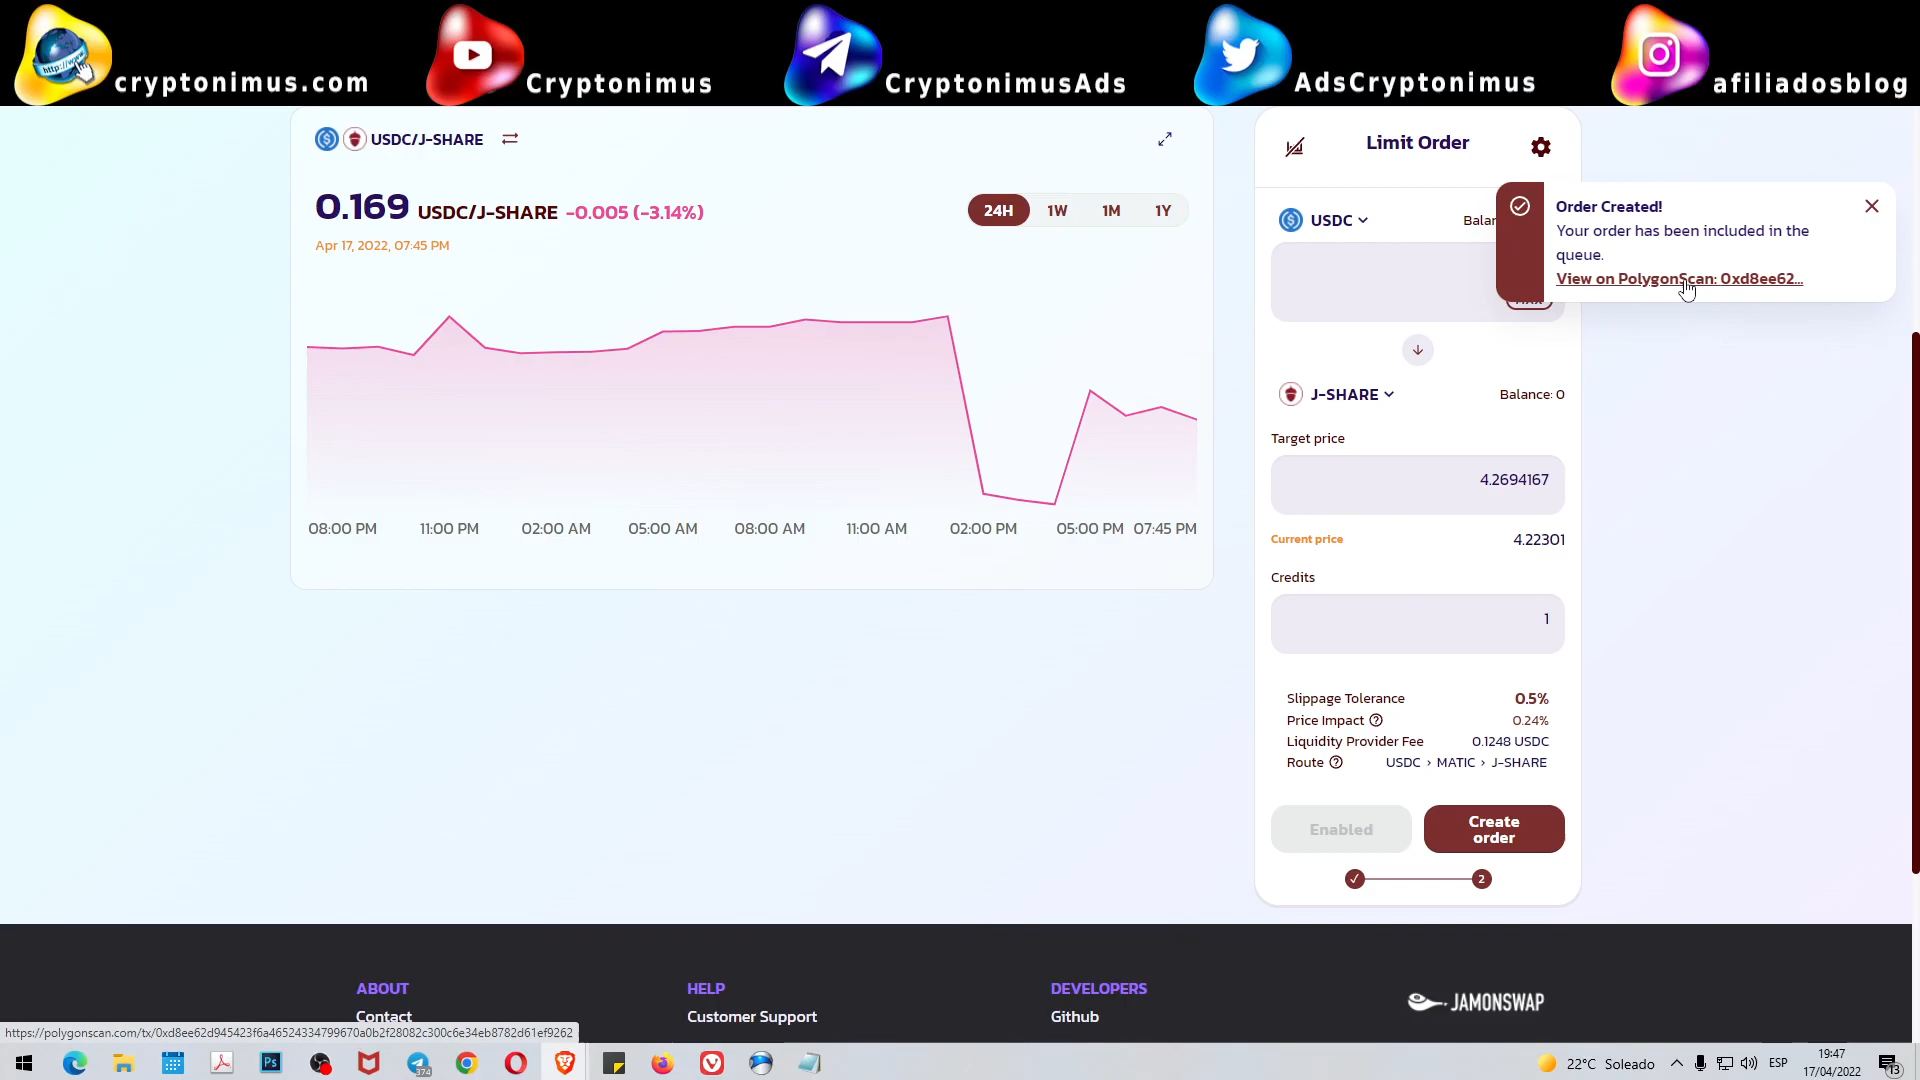 cryptonimus.com
Cryptonimus
CryptonimusAds
AdsCryptonimus
afiliadosblog
http://www
USDC/J-SHARE
0.169 USDC/J-SHARE -0.005 (-3.14%)
Apr 17, 2022, 07:45 PM
24H 1W 1M 1Y
08:00 PM 11:00 PM 02:00 AM 05:00 AM 08:00 AM 11:00 AM 02:00 PM 05:00 PM 07:45 PM
Limit Order
USDC
Order Created!
Your order has been included in the
queue.
View on PolygonScan: 0xd8ee62...
J-SHARE Balance: 0
Target price
4.2694167
Current price 4.22301
Credits
1
Slippage Tolerance 0.5%
Price Impact 0.24%
Liquidity Provider Fee 0.1248 USDC
Route USDC > MATIC > J-SHARE
Enabled
Create
order
2
ABOUT
Contact
HELP
Customer Support
DEVELOPERS
Github
JAMONSWAP
https://polygonscan.com/tx/0xd8ee62d945423f6a46524334799670a0b2f28082c300c6e34eb8782d61ef9262
Ps
374
22°C Soleado
ESP
19:47
17/04/2022
13